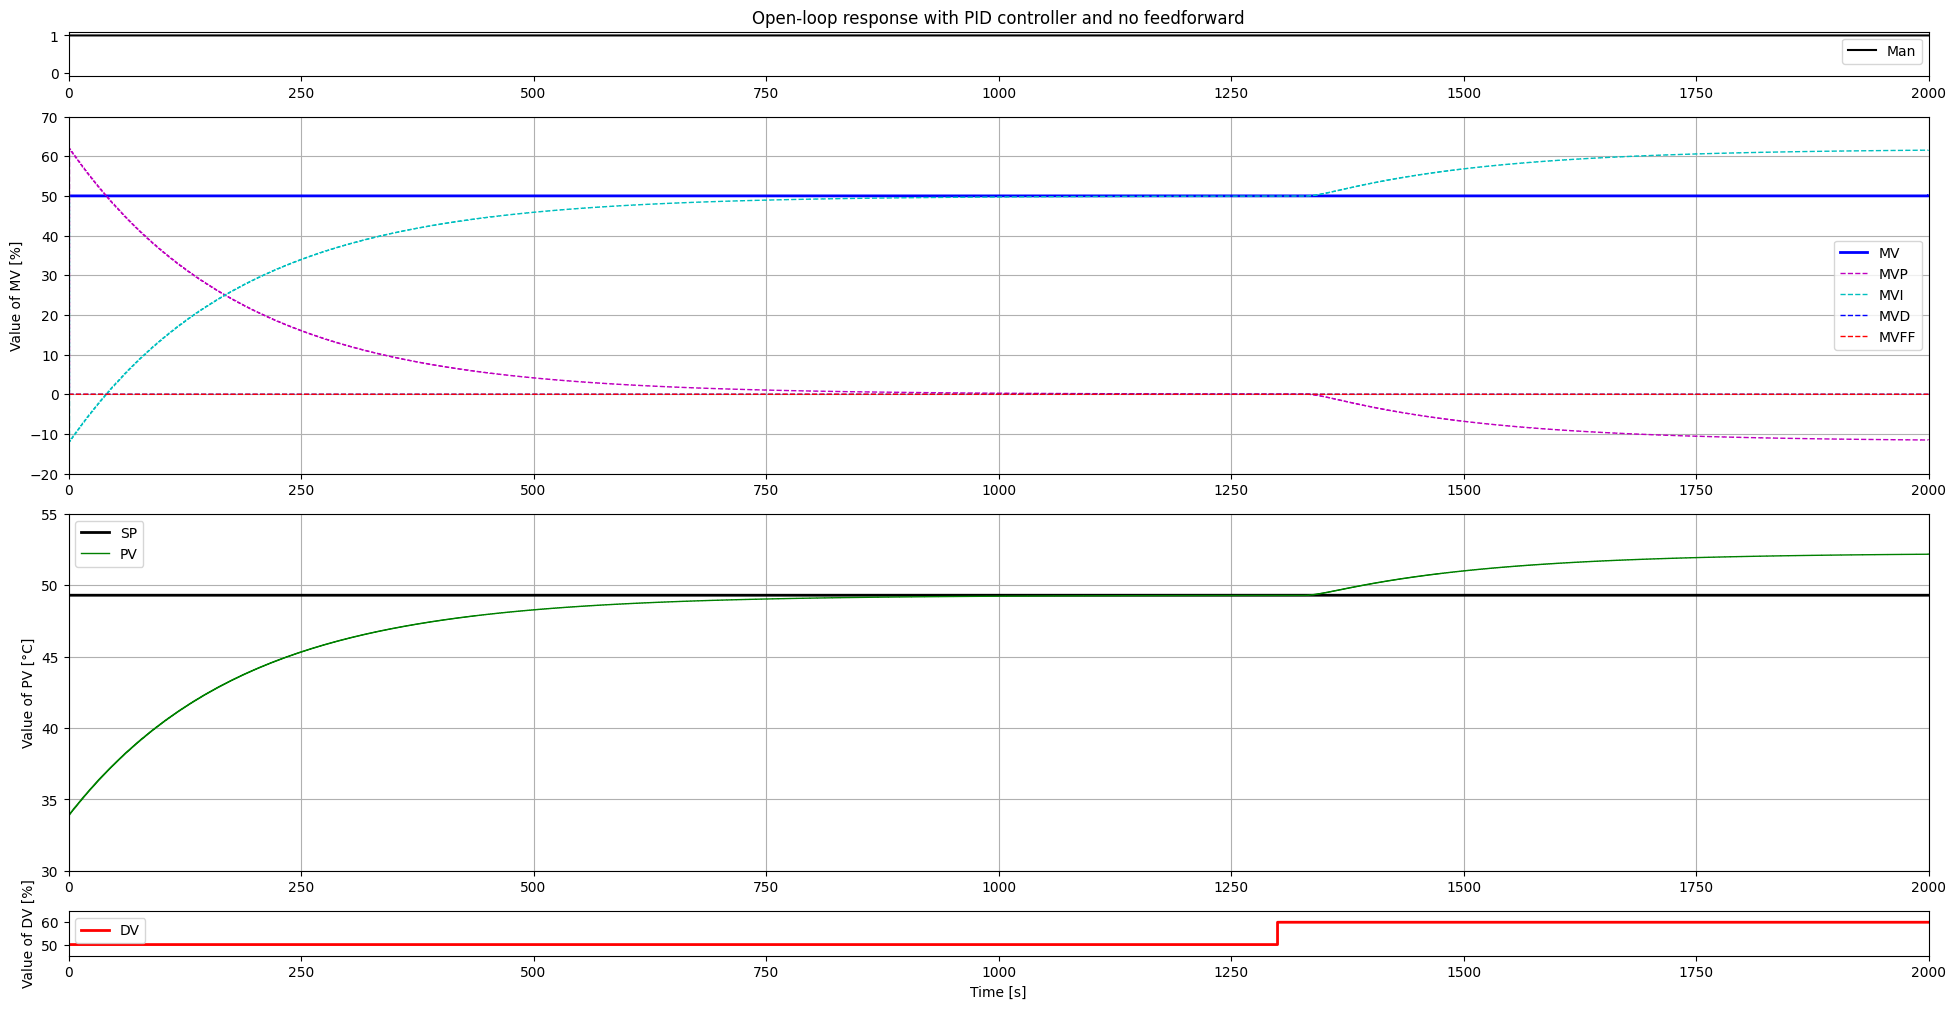 Open-loop response with PID controller and no feedforward
1
0
Man
0 250 500 750 1000 1250 1500 1750 2000
Value of MV [%]
70
60
50
40
30
20
10
0
−10
−20
MV
MVP
MVI
MVD
MVFF
0 250 500 750 1000 1250 1500 1750 2000
Value of PV [°C]
55
50
45
40
35
30
SP
PV
0 250 500 750 1000 1250 1500 1750 2000
Value of DV [%]
60
50
DV
0 250 500 750 1000 1250 1500 1750 2000
Time [s]